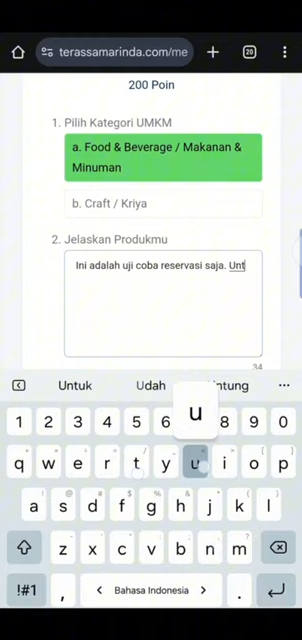 terassamarinda.com/me
20
200 Poin
1. Pilih Kategori UMKM
a. Food & Beverage / Makanan &
Minuman
b. Craft / Kriya
2. Jelaskan Produkmu
Ini adalah uji coba reservasi saja. Unt
34
Untuk Udah untung
u
1 2 3 4 5 6 8 9 0
q w e r t y u i o p
a s d f g h j k l
@ # $ % & * ( )
z x c v b n m
!#1 , < Bahasa Indonesia > .